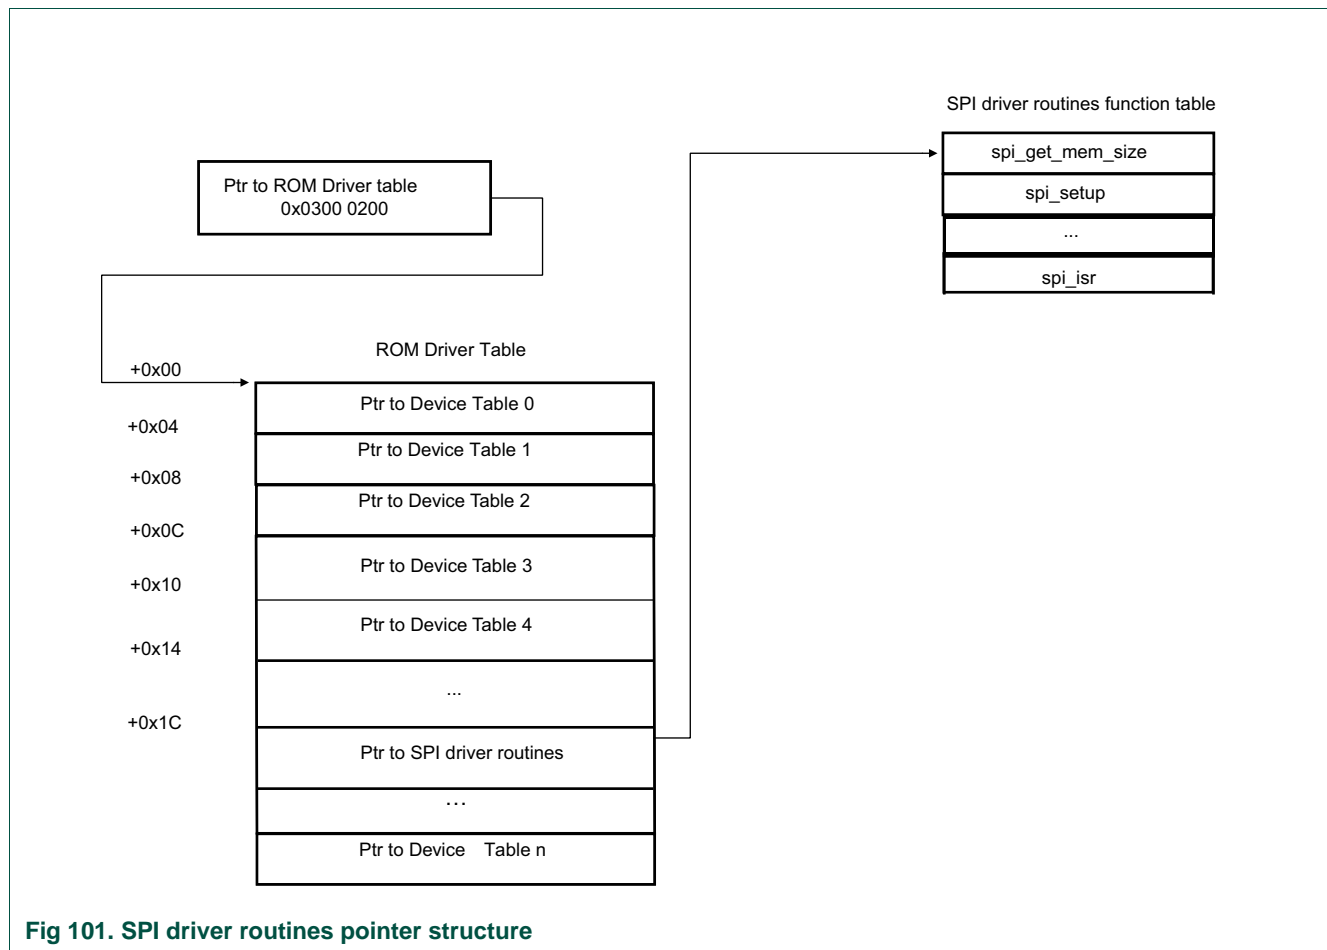 SPI driver routines function table
spi_get_mem_size
spi_setup
...
spi_isr
Ptr to ROM Driver table
0x0300 0200
ROM Driver Table
+0x00
Ptr to Device Table 0
+0x04
Ptr to Device Table 1
+0x08
Ptr to Device Table 2
+0x0C
Ptr to Device Table 3
+0x10
Ptr to Device Table 4
+0x14
...
+0x1C
Ptr to SPI driver routines
...
Ptr to Device Table n
Fig 101. SPI driver routines pointer structure